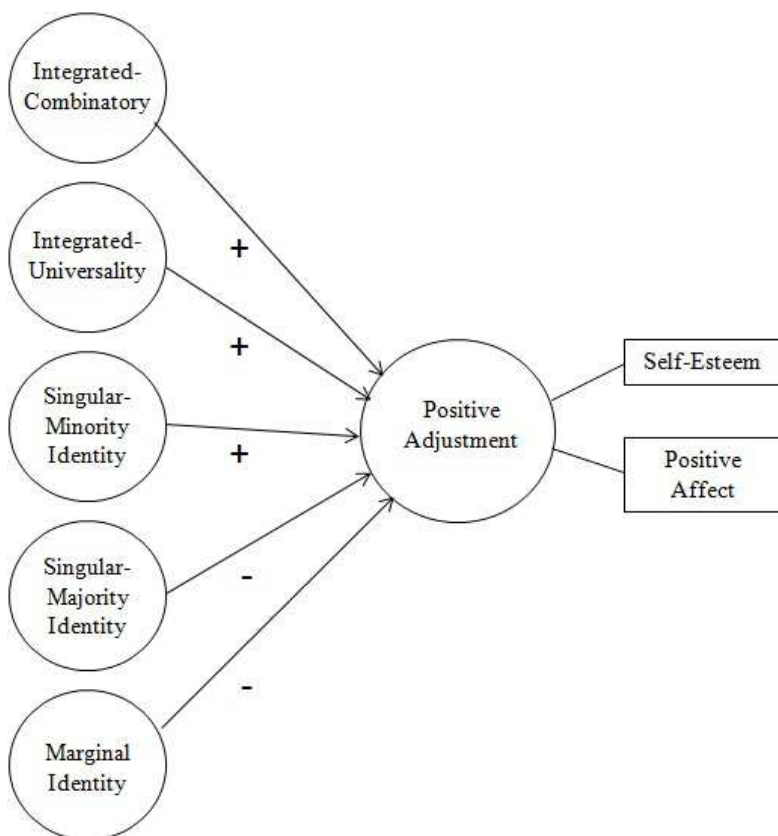 Integrated-
Combinatory
Integrated-
Universality
Singular-
Minority
Identity
Singular-
Majority
Identity
Marginal
Identity
+
+
+
-
-
Positive
Adjustment
Self-Esteem
Positive
Affect